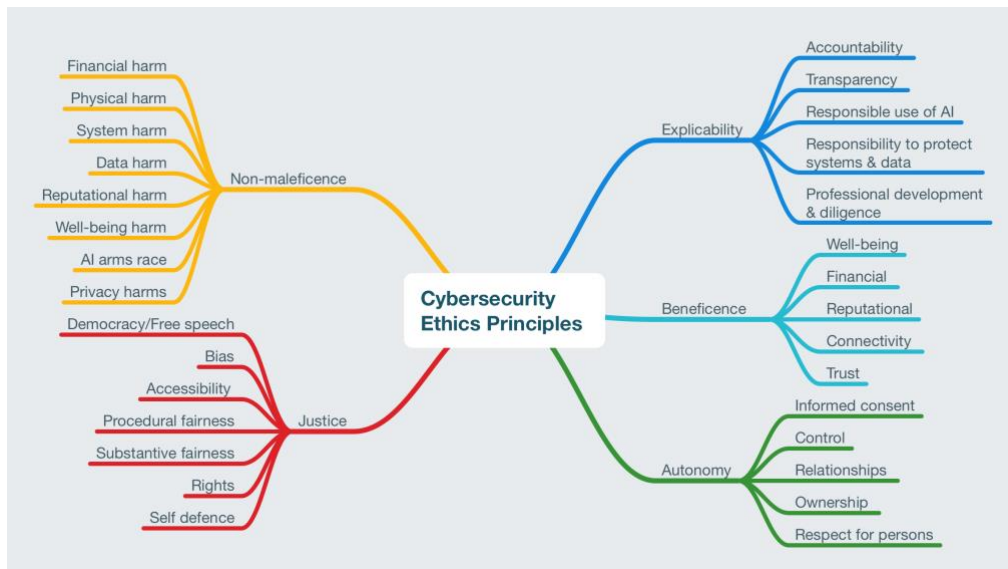 Cybersecurity
Ethics Principles
Non-maleficence
Financial harm
Physical harm
System harm
Data harm
Reputational harm
Well-being harm
AI arms race
Privacy harms
Justice
Democracy/Free speech
Bias
Accessibility
Procedural fairness
Substantive fairness
Rights
Self defence
Explicability
Accountability
Transparency
Responsible use of AI
Responsibility to protect
systems & data
Professional development
& diligence
Beneficence
Well-being
Financial
Reputational
Connectivity
Trust
Autonomy
Informed consent
Control
Relationships
Ownership
Respect for persons